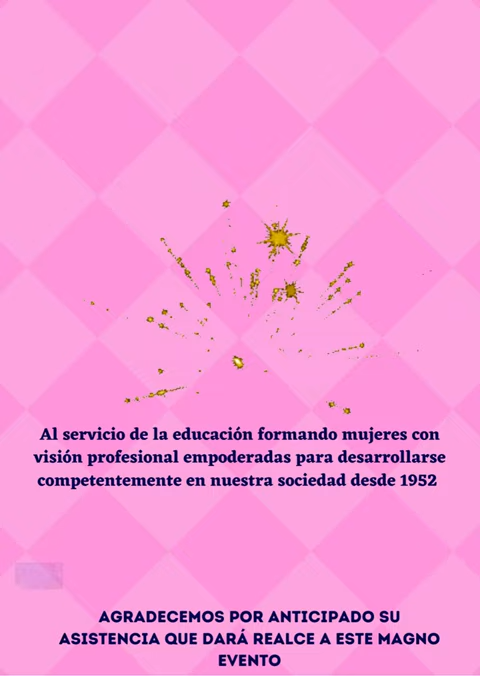 Al servicio de la educación formando mujeres con
visión profesional empoderadas para desarrollarse
competentemente en nuestra sociedad desde 1952
AGRADECEMOS POR ANTICIPADO SU
ASISTENCIA QUE DARÁ REALCE A ESTE MAGNO
EVENTO